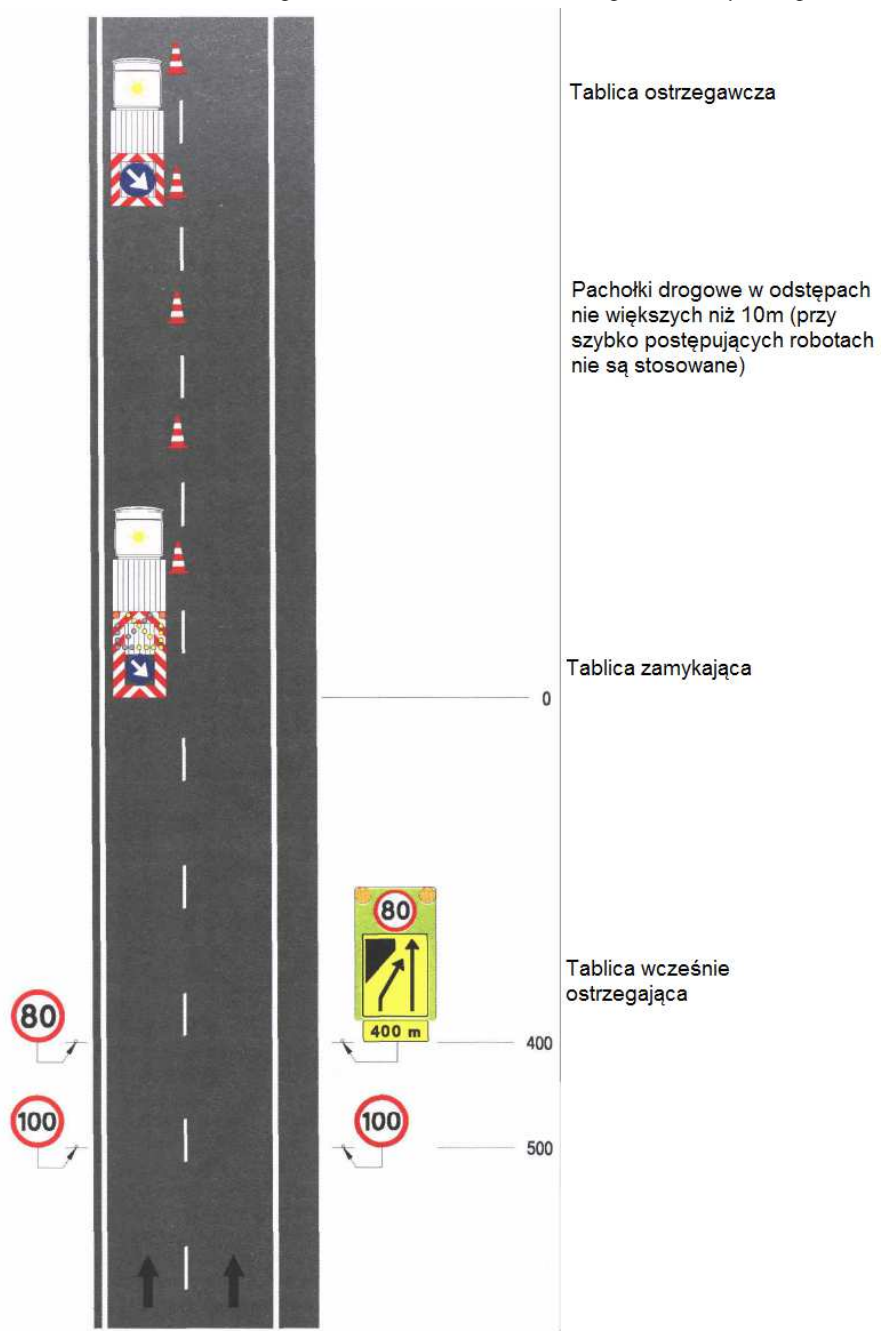 Tablica ostrzegawcza
Pachołki drogowe w odstępach
nie większych niż 10m (przy
szybko postępujących robotach
nie są stosowane)
Tablica zamykająca
0
80
Tablica wcześnie
ostrzegająca
80
400 m
400
100
100
500